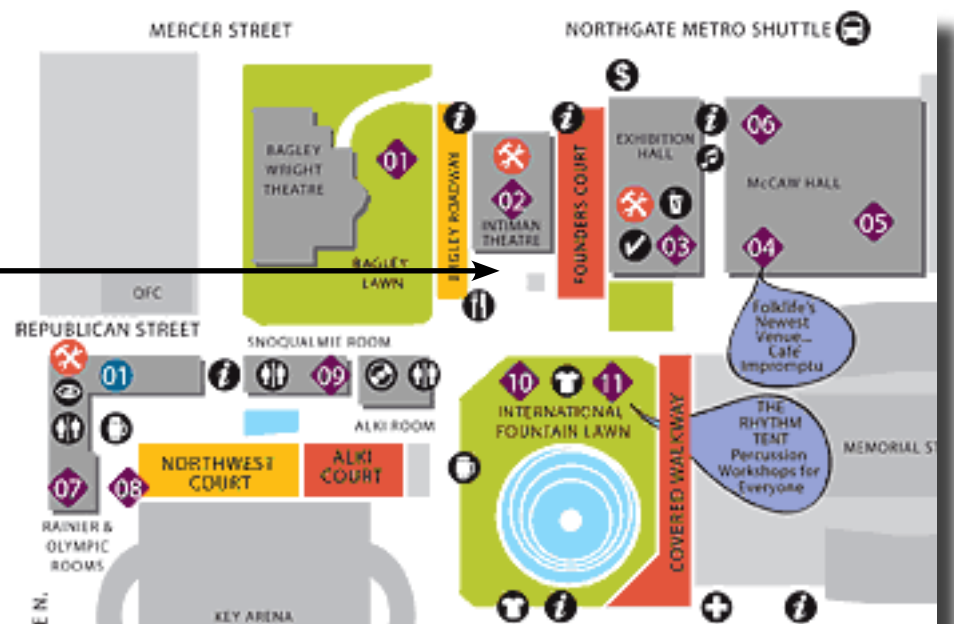 MERCER STREET
NORTHGATE METRO SHUTTLE
$
i
i
i
06
EXHIBITION
HALL
BAGLEY
WRIGHT
THEATRE
01
BAGLEY ROADWAY
02
INTIMAN
THEATRE
FOUNDERS COURT
McCAW HALL
05
03
04
BAGLEY
LAWN
OFC
Folklife's
Newest
Venue...
Café
Impromptu
REPUBLICAN STREET
SNOQUALMIE ROOM
01
i
09
ALKI ROOM
10
11
INTERNATIONAL
FOUNTAIN LAWN
COVERED WALKWAY
THE
RHYTHM
TENT
Percussion
Workshops for
Everyone
MEMORIAL ST
NORTHWEST
COURT
ALKI
COURT
07
08
RAINIER &
OLYMPIC
ROOMS
KEY ARENA
i
i
E N.